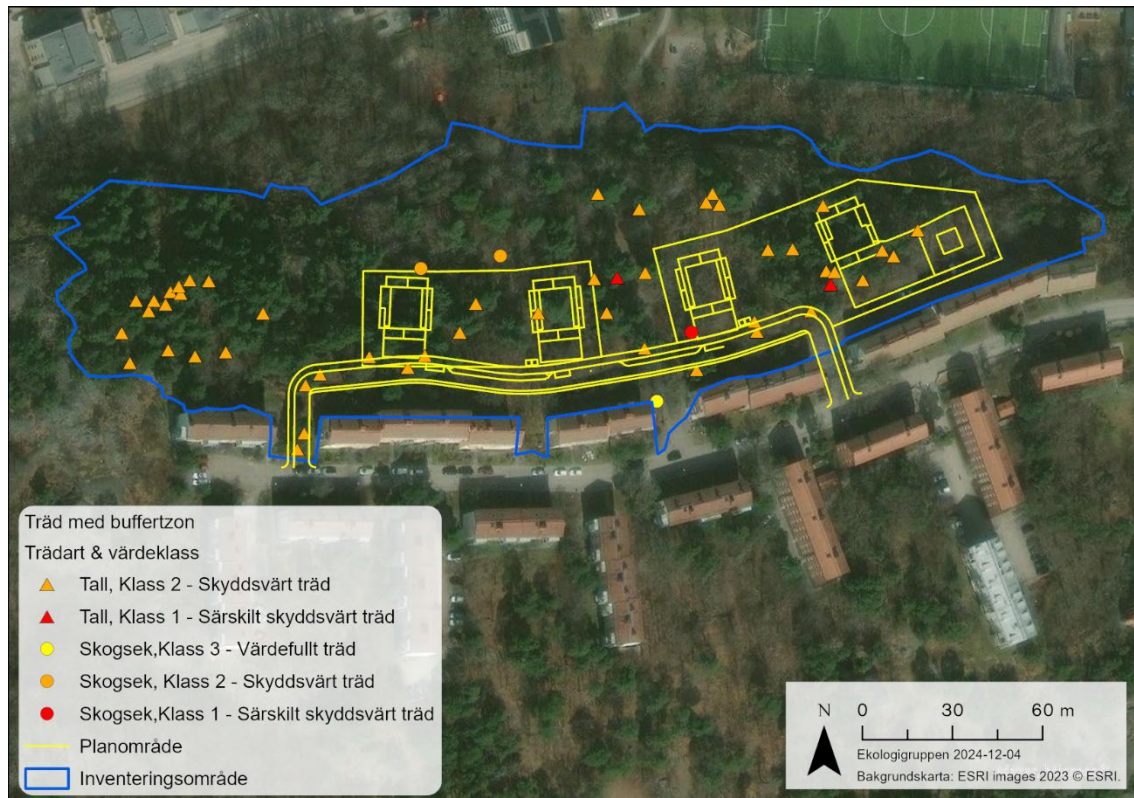 Träd med buffertzon
Trädart & värdeklass
Tall, Klass 2 - Skyddsvärt träd
Tall, Klass 1 - Särskilt skyddsvärt träd
Skogsek,Klass 3 - Värdefullt träd
Skogsek, Klass 2 - Skyddsvärt träd
Skogsek,Klass 1 - Särskilt skyddsvärt träd
Planområde
Inventeringsområde
N 0 30 60 m
Ekologigruppen 2024-12-04
Bakgrundskarta: ESRI images 2023 © ESRI.